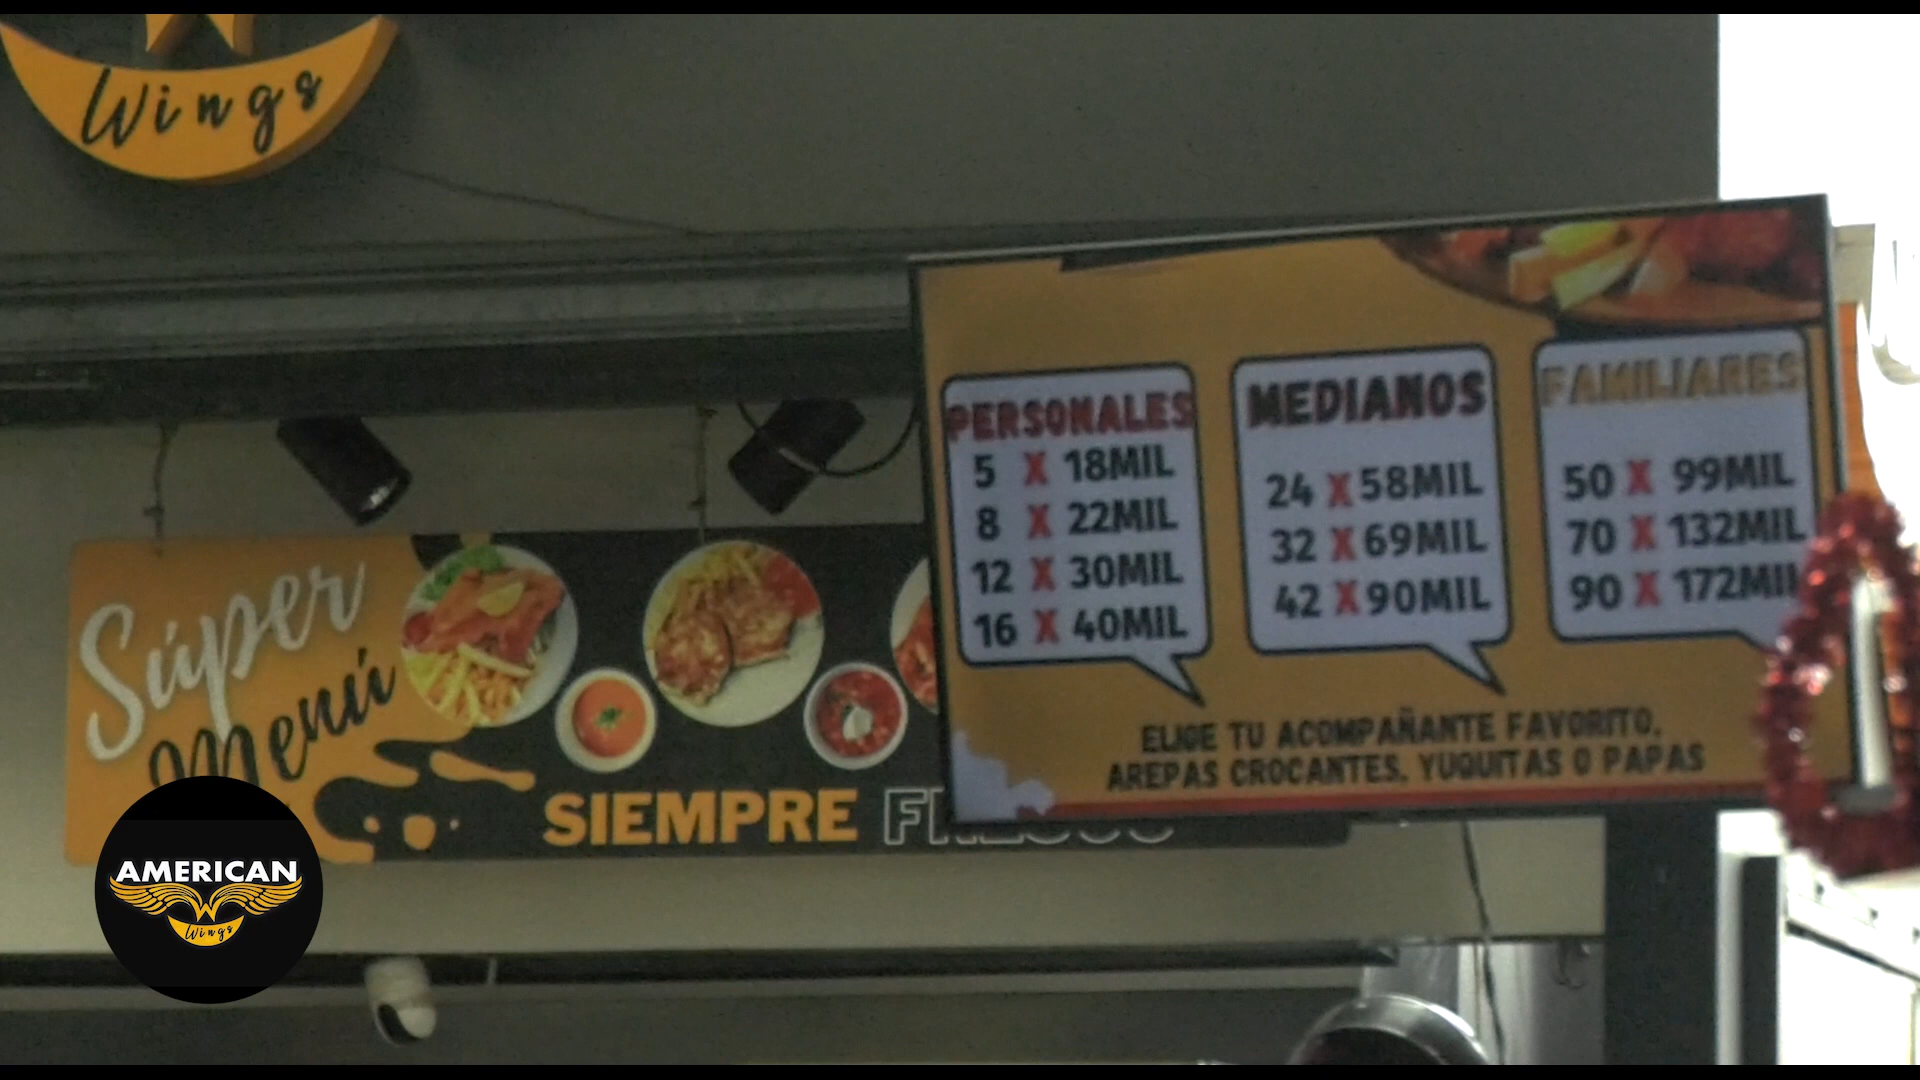 Wings
PERSONALES
5 X 18MIL
8 X 22MIL
12 X 30MIL
16 X 40MIL
MEDIANOS
24 X 58MIL
32 X 69MIL
42 X 90MIL
FAMILIARES
50 X 99MIL
70 X 132MIL
90 X 172MIL
ELIGE TU ACOMPAÑANTE FAVORITO,
AREPAS CROCANTES, YUQUITAS O PAPAS
Súper
Menú
SIEMPRE
AMERICAN
Wings